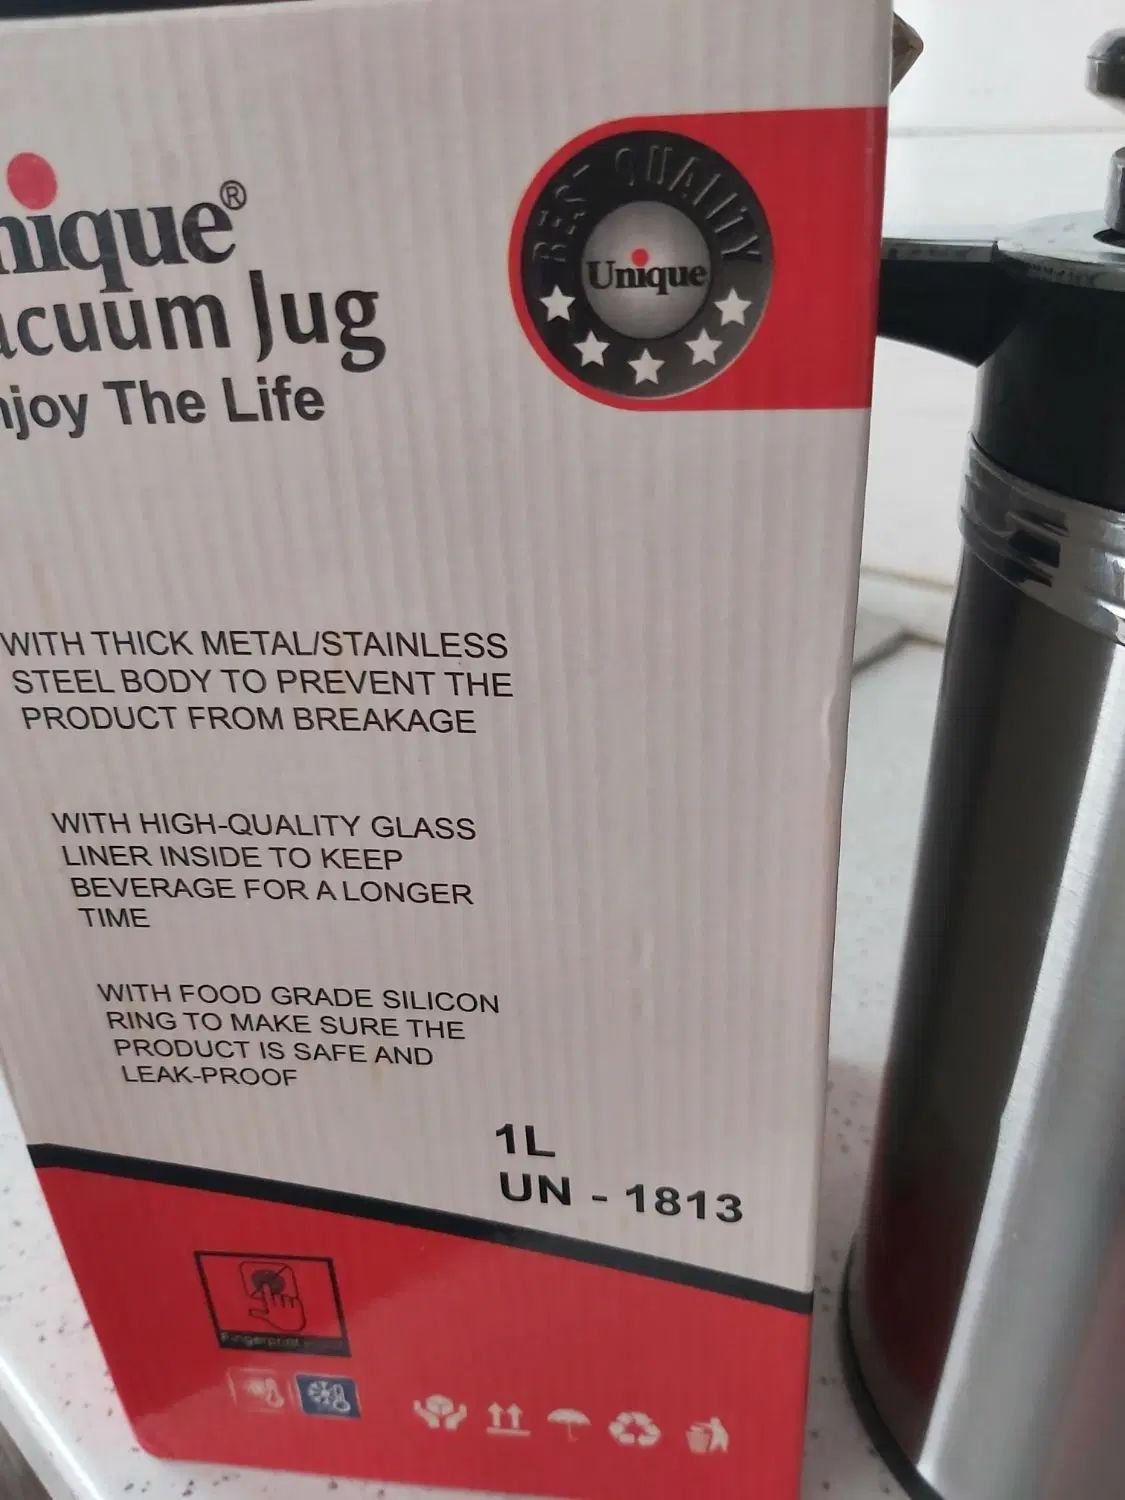 nique®
acuum Jug
njoy The Life
BEST QUALITY
Unique
WITH THICK METAL/STAINLESS
STEEL BODY TO PREVENT THE
PRODUCT FROM BREAKAGE
WITH HIGH-QUALITY GLASS
LINER INSIDE TO KEEP
BEVERAGE FOR A LONGER
TIME
WITH FOOD GRADE SILICON
RING TO MAKE SURE THE
PRODUCT IS SAFE AND
LEAK-PROOF
1L
UN - 1813
Fingerprint